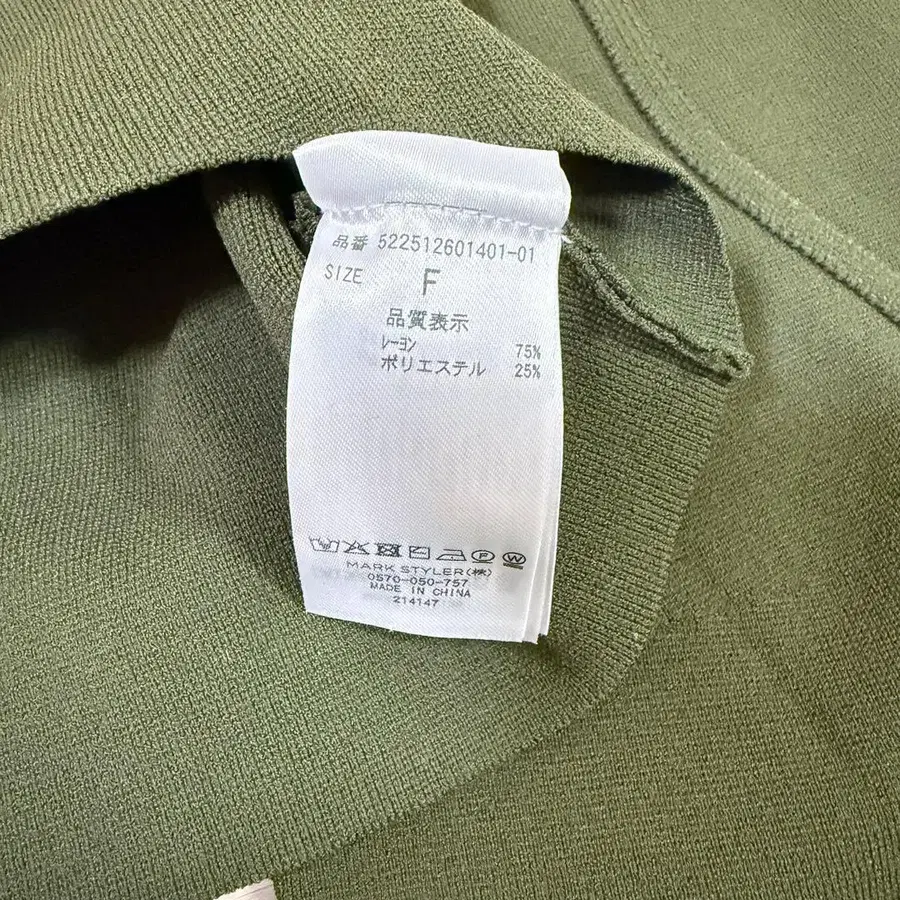 品番 522512601401-01
SIZE F
品質表示
レーヨン 75%
ポリエステル 25%
MARK STYLER(株)
0570-050-757
MADE IN CHINA
214147